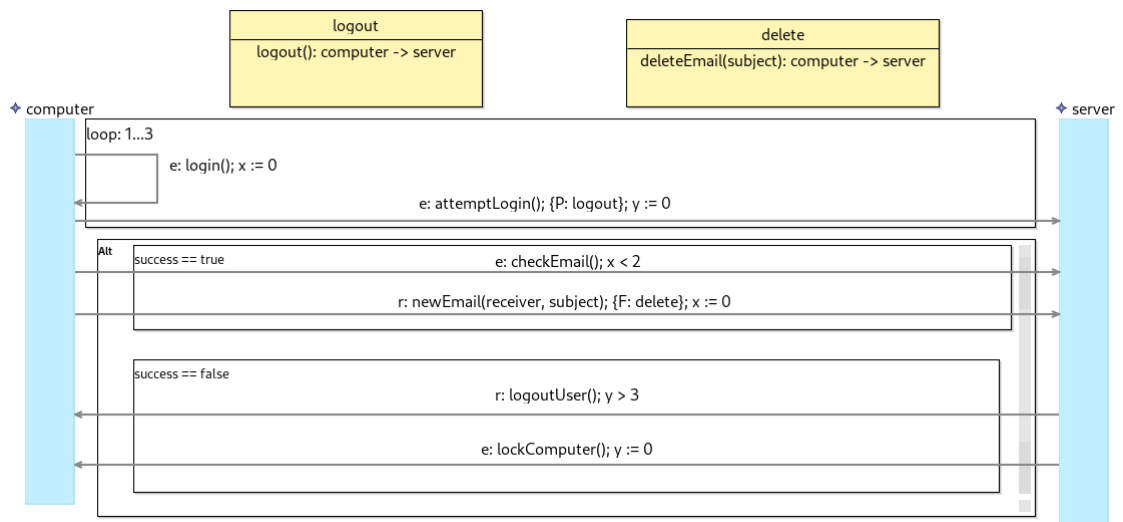 logout
logout(): computer -> server
delete
deleteEmail(subject): computer -> server
computer
server
loop: 1...3
e: login(); x := 0
e: attemptLogin(); {P: logout}; y := 0
Alt
success == true
e: checkEmail(); x < 2
r: newEmail(receiver, subject); {F: delete}; x := 0
success == false
r: logoutUser(); y > 3
e: lockComputer(); y := 0